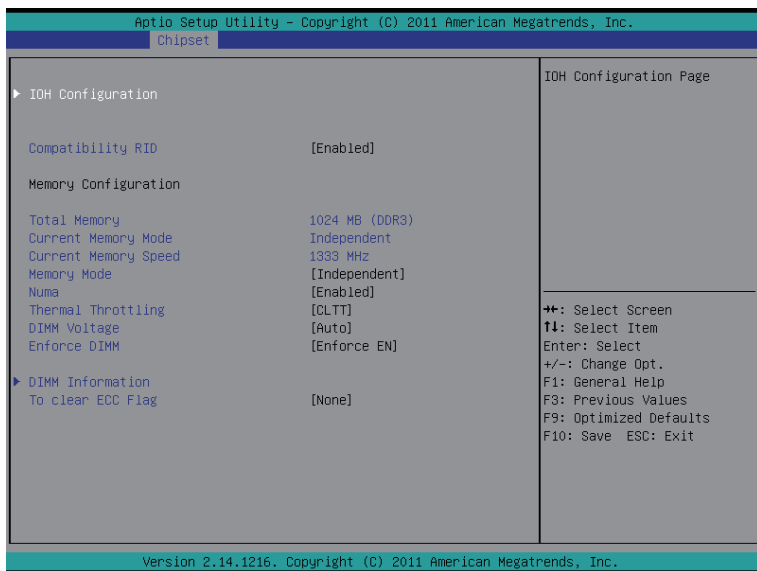 Aptio Setup Utility – Copyright (C) 2011 American Megatrends, Inc.
Chipset
IOH Configuration
Compatibility RID [Enabled]
Memory Configuration
Total Memory 1024 MB (DDR3)
Current Memory Mode Independent
Current Memory Speed 1333 MHz
Memory Mode [Independent]
Numa [Enabled]
Thermal Throttling [CLTT]
DIMM Voltage [Auto]
Enforce DIMM [Enforce EN]
DIMM Information
To clear ECC Flag [None]
IOH Configuration Page
→←: Select Screen
↑↓: Select Item
Enter: Select
+/-: Change Opt.
F1: General Help
F3: Previous Values
F9: Optimized Defaults
F10: Save ESC: Exit
Version 2.14.1216. Copyright (C) 2011 American Megatrends, Inc.